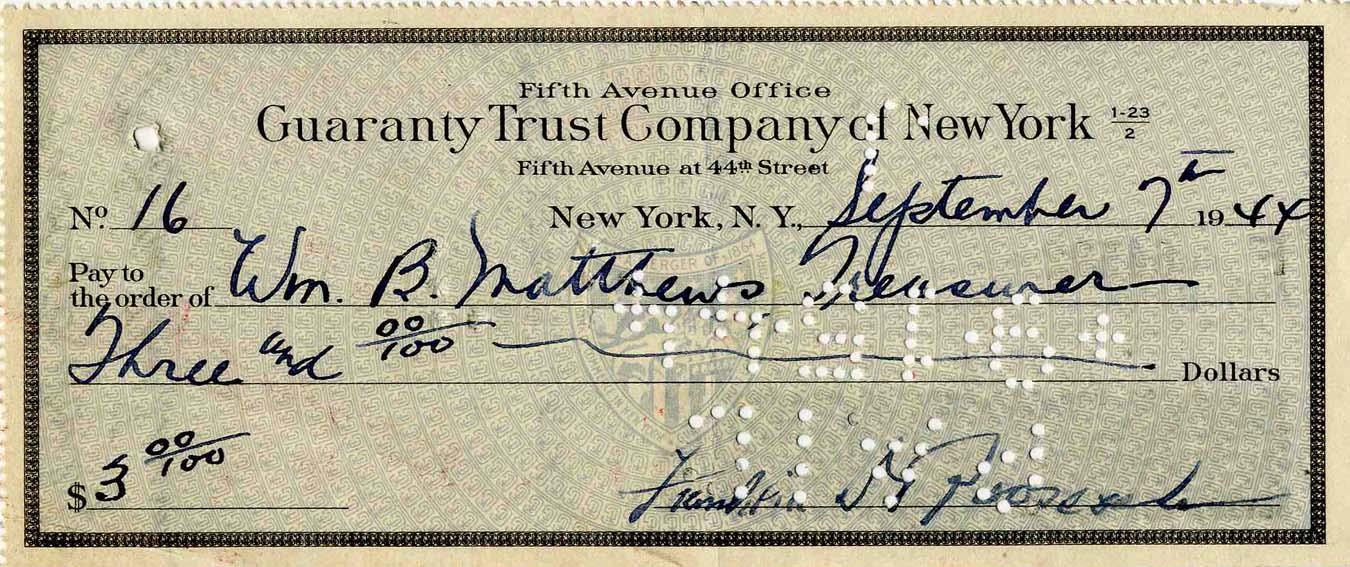 Fifth Avenue Office
Guaranty Trust Company of New York 1-23/2
Fifth Avenue at 44th Street
No. 16 New York, N. Y., September 7th 1944
Pay to the order of Wm. B. Matthews Treasurer
Three and 00/100 Dollars
$3 00/100
Franklin D Roosevelt